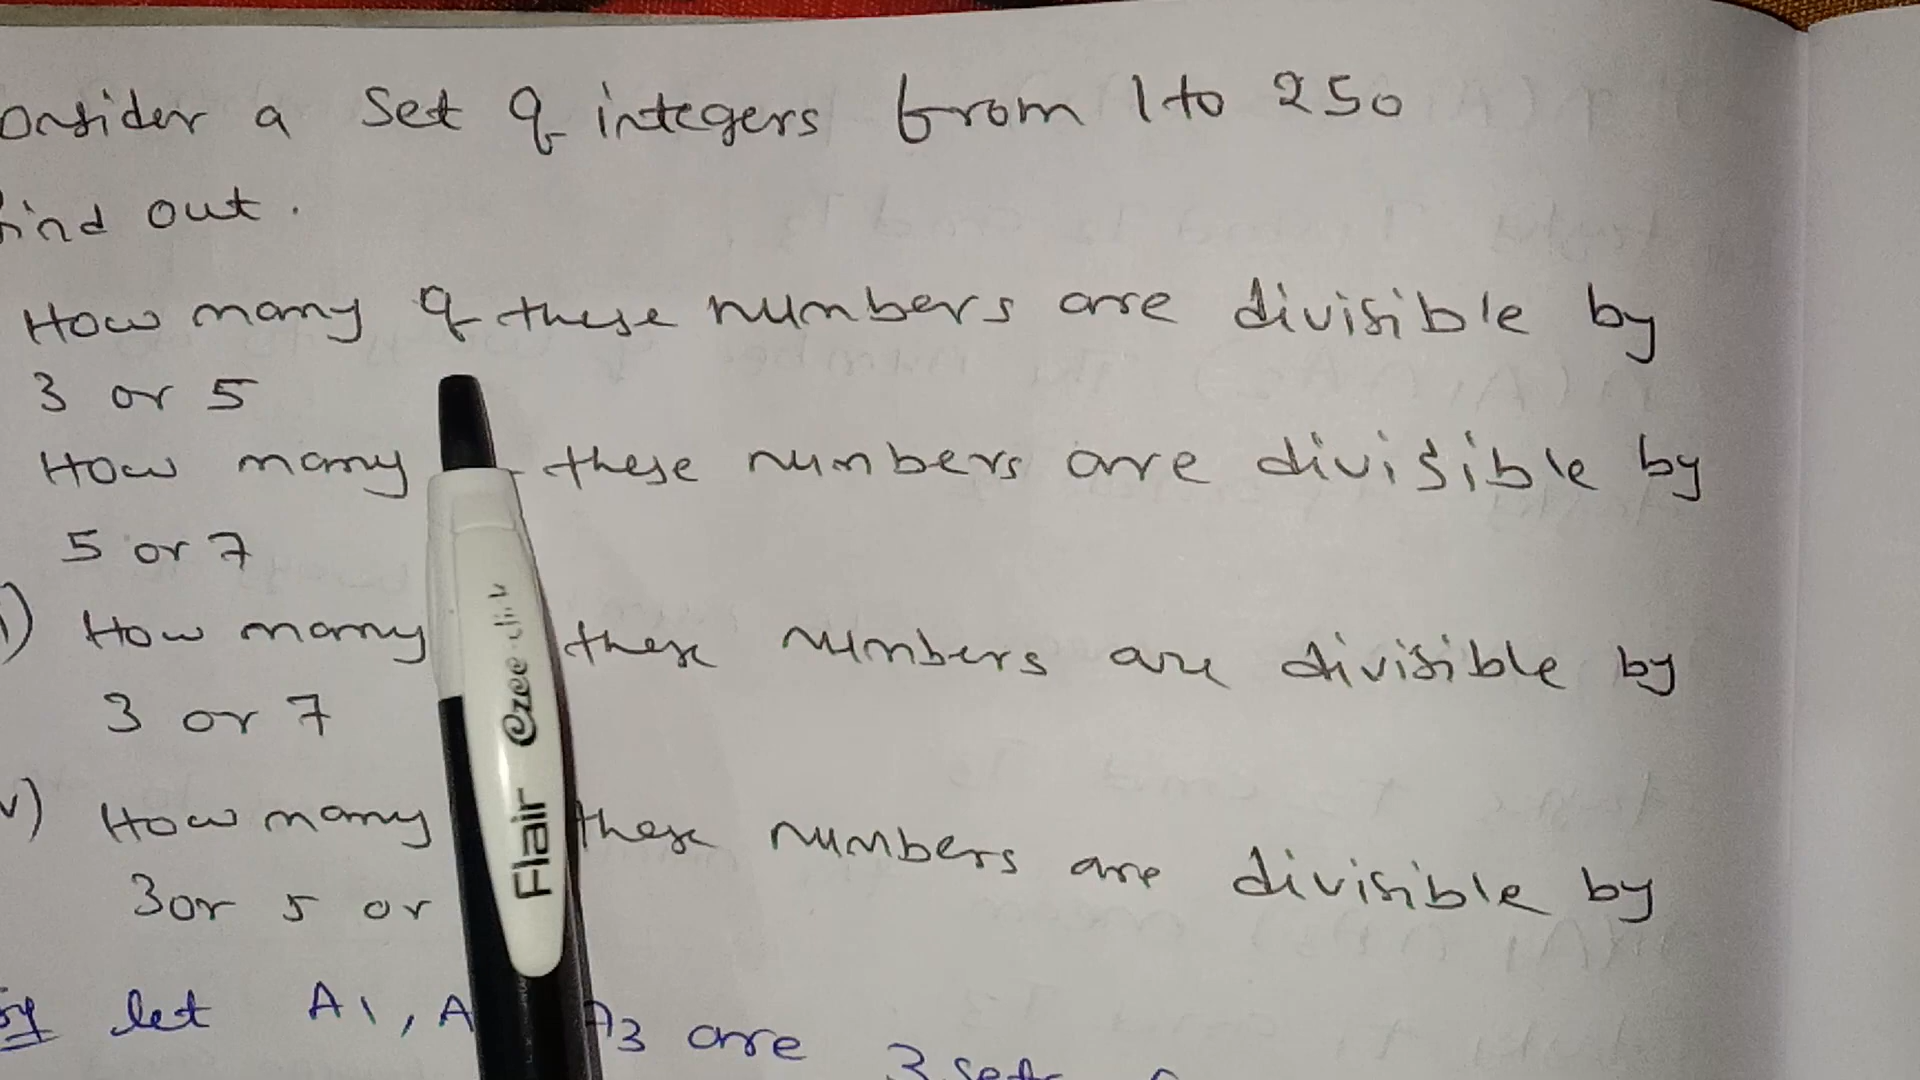 onsider a set of integers from 1 to 250
find out.
How many of these numbers are divisible by
3 or 5
How many these numbers are divisible by
5 or 7
i) How many these numbers are divisible by
3 or 7
v) How many these numbers are divisible by
3 or 5 or
let A1, A A3 are 3 sets
Flair Ezee-click